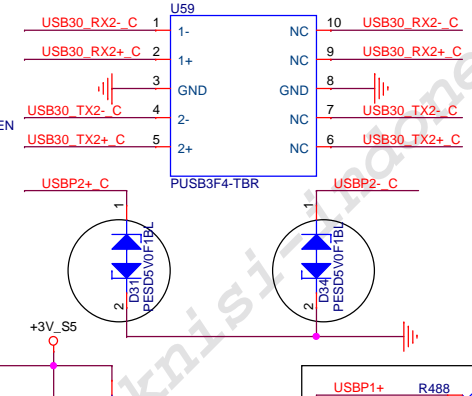 U59
USB30_RX2-_C 1 1- NC 10 USB30_RX2-_C
USB30_RX2+_C 2 1+ NC 9 USB30_RX2+_C
3 GND GND 8
USB30_TX2-_C 4 2- NC 7 USB30_TX2-_C
EN
USB30_TX2+_C 5 2+ NC 6 USB30_TX2+_C
USBP2+_C PUSB3F4-TBR USBP2-_C
1 1
D31 PESD5V0F1BL
D34 PESD5V0F1BL
2 2
+3V_S5
USBP1+ R488
knisi-indone